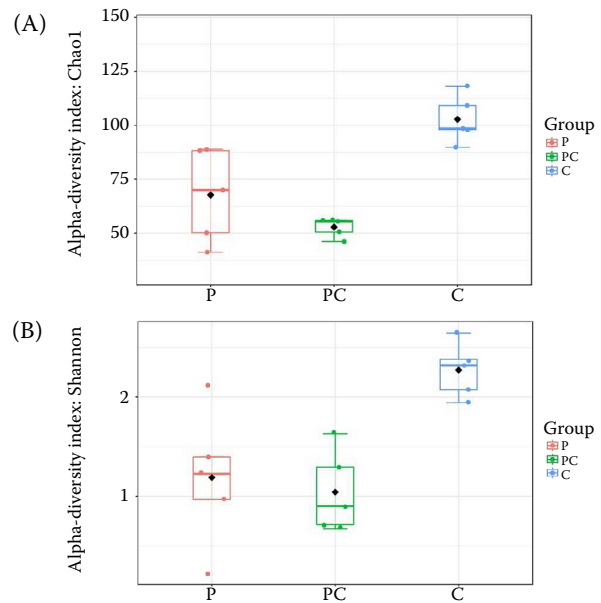 (A)
Alpha-diversity index: Chao1
150
125
100
75
50
P PC C
Group
P
PC
C
(B)
Alpha-diversity index: Shannon
2
1
P PC C
Group
P
PC
C